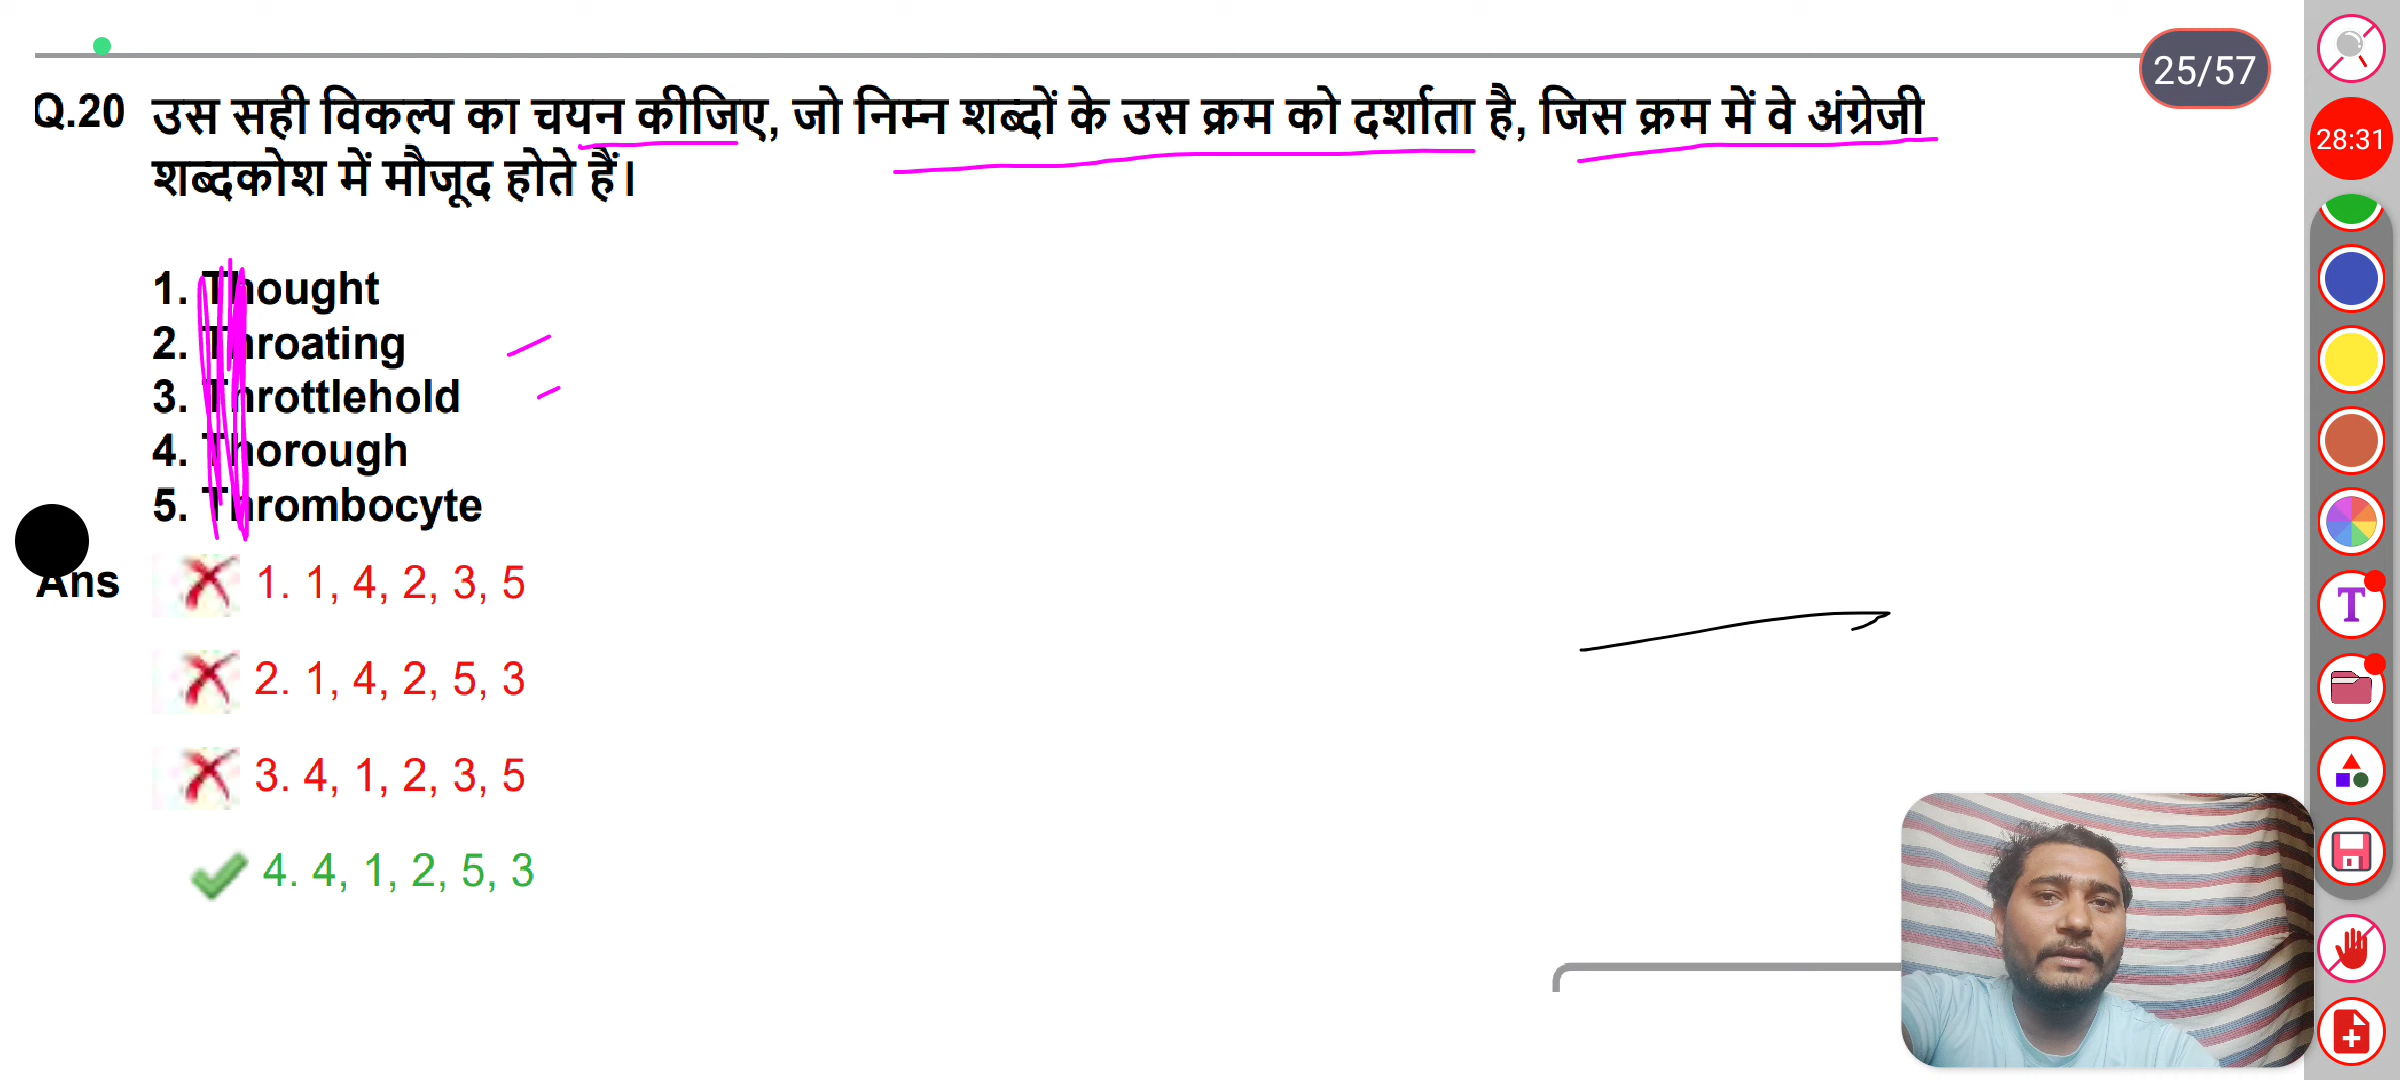 25/57
28:31
Q.20 उस सही विकल्प का चयन कीजिए, जो निम्न शब्दों के उस क्रम को दर्शाता है, जिस क्रम में वे अंग्रेजी
शब्दकोश में मौजूद होते हैं।
1. Thought
2. Throating
3. Throttlehold
4. Thorough
5. Thrombocyte
Ans 1. 1, 4, 2, 3, 5
2. 1, 4, 2, 5, 3
3. 4, 1, 2, 3, 5
4. 4, 1, 2, 5, 3
T